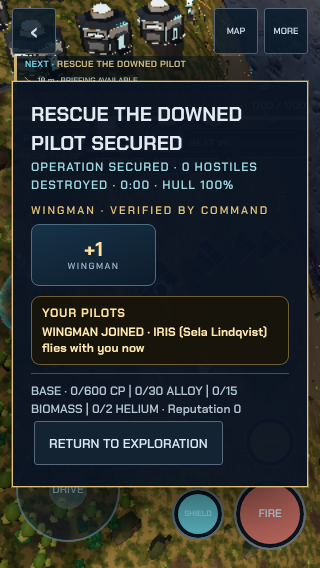 ‹
MAP
MORE
NEXT · RESCUE THE DOWNED PILOT
10 m · BRIEFING AVAILABLE
RESCUE THE DOWNED
PILOT SECURED
OPERATION SECURED · 0 HOSTILES
DESTROYED · 0:00 · HULL 100%
WINGMAN · VERIFIED BY COMMAND
+1
WINGMAN
YOUR PILOTS
WINGMAN JOINED · IRIS (Sela Lindqvist)
flies with you now
BASE · 0/600 CP | 0/30 ALLOY | 0/15
BIOMASS | 0/2 HELIUM · Reputation 0
RETURN TO EXPLORATION
DRIVE
SHIELD
FIRE